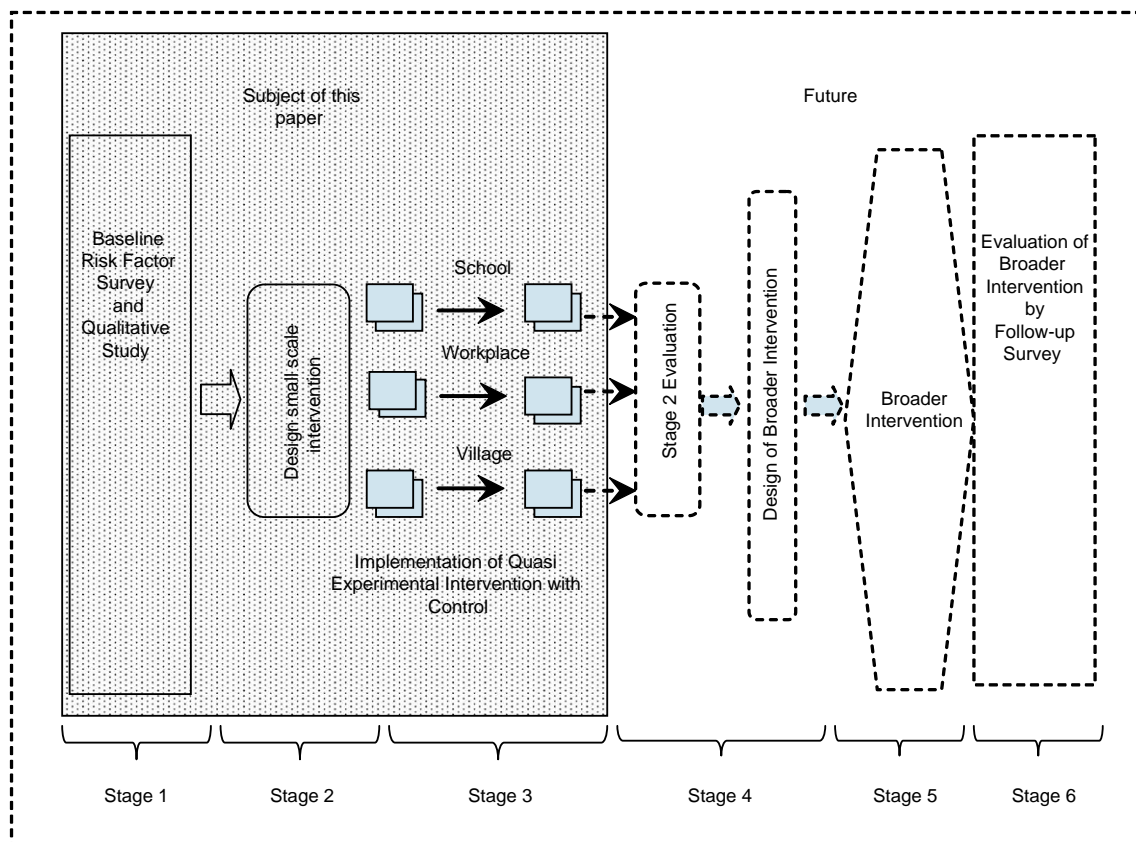 Subject of this
paper
Future
Baseline
Risk Factor
Survey
and
Qualitative
Study
Design small scale
intervention
School
Workplace
Village
Implementation of Quasi
Experimental Intervention with
Control
Stage 2 Evaluation
Design of Broader Intervention
Broader
Intervention
Evaluation of
Broader
Intervention
by
Follow-up
Survey
Stage 1
Stage 2
Stage 3
Stage 4
Stage 5
Stage 6